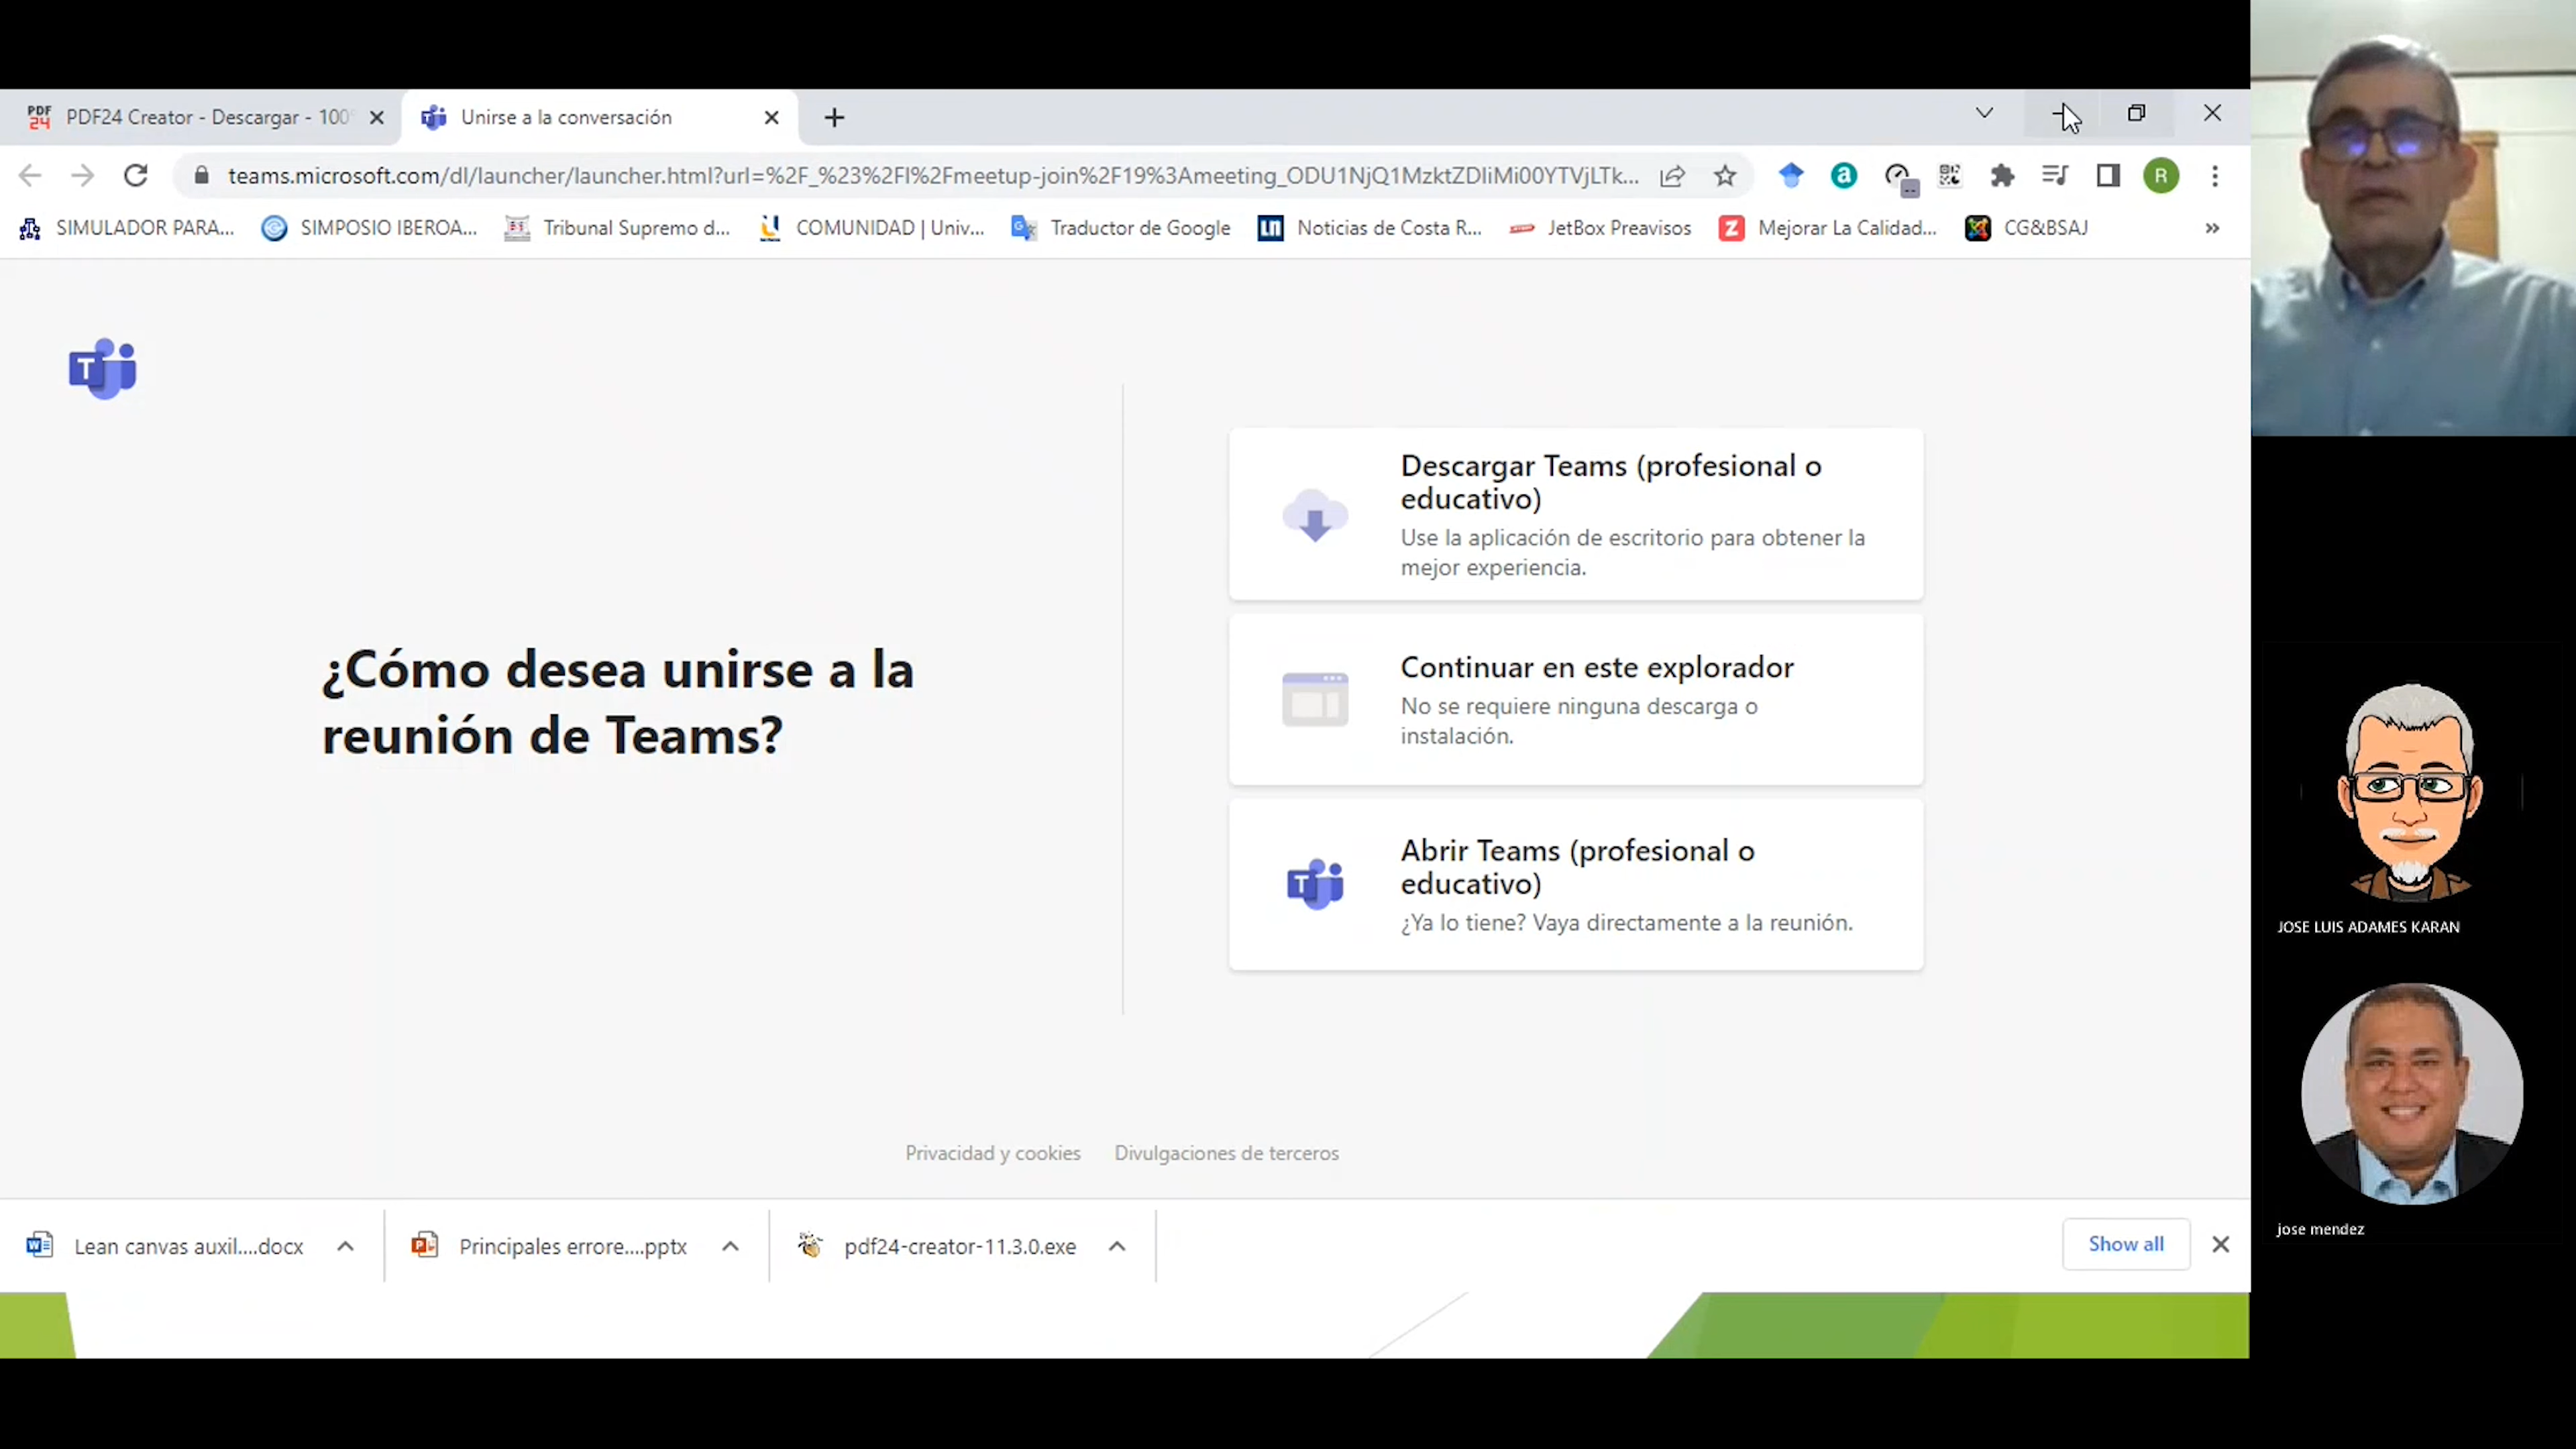 PDF24 Creator - Descargar - 100
Unirse a la conversación
teams.microsoft.com/dl/launcher/launcher.html?url=%2F_%23%2Fl%2Fmeetup-join%2F19%3Ameeting_ODU1NjQ1MzktZDliMi00YTVjLTk...
R
SIMULADOR PARA...
SIMPOSIO IBEROA...
Tribunal Supremo d...
COMUNIDAD | Univ...
Traductor de Google
LN
Noticias de Costa R...
JetBox Preavisos
Z
Mejorar La Calidad...
CG&BSAJ
»
T
¿Cómo desea unirse a la
reunión de Teams?
Descargar Teams (profesional o
educativo)
Use la aplicación de escritorio para obtener la
mejor experiencia.
Continuar en este explorador
No se requiere ninguna descarga o
instalación.
T
Abrir Teams (profesional o
educativo)
¿Ya lo tiene? Vaya directamente a la reunión.
Privacidad y cookies
Divulgaciones de terceros
Lean canvas auxil....docx
Principales errore....pptx
pdf24-creator-11.3.0.exe
Show all
JOSE LUIS ADAMES KARAN
jose mendez